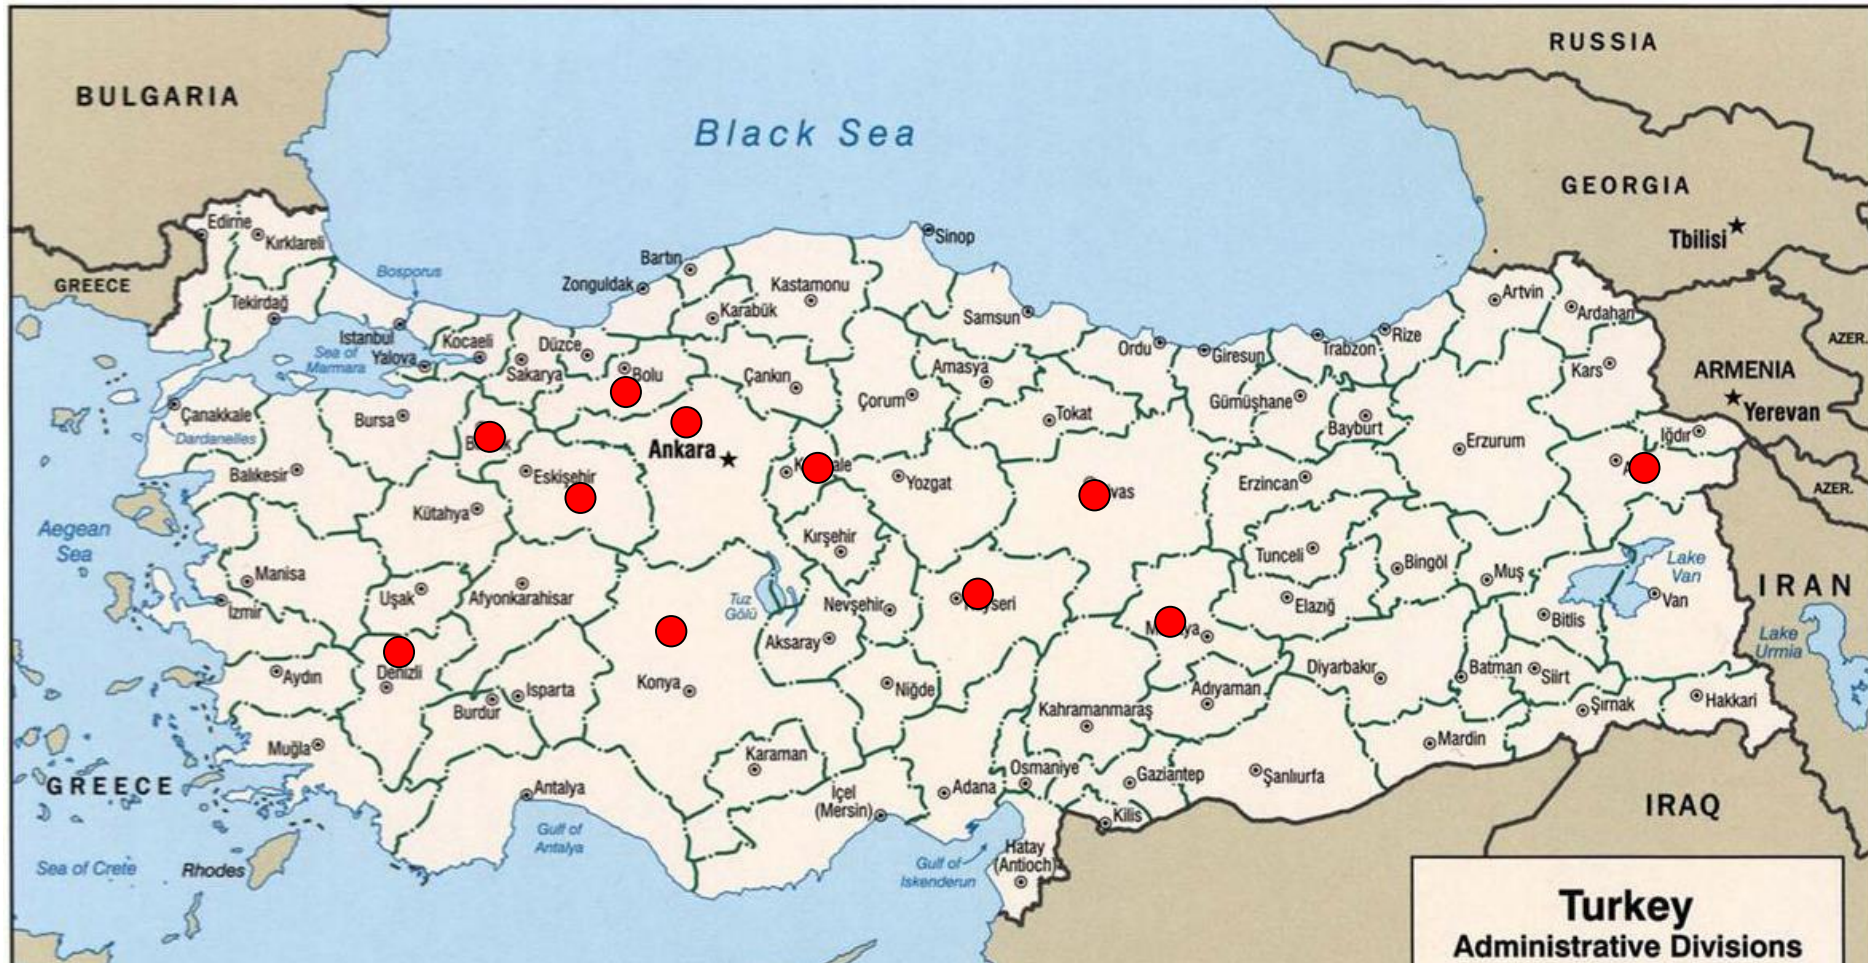 RUSSIA
BULGARIA
Black Sea
GEORGIA
Tbilisi
Edirne
Kırklareli
Sinop
Bartın
Bosporus
Zonguldak
Kastamonu
GREECE
Tekirdağ
Karabük
Samsun
Artvin
Ardahan
Istanbul
Kocaeli
Düzce
Ordu
Giresun
Trabzon
Rize
AZER.
Sea of
Marmara
Yalova
Sakarya
Bolu
Çankırı
Amasya
Kars
ARMENIA
Çanakkale
Bursa
Çorum
Tokat
Gümüşhane
Bayburt
Yerevan
Dardanelles
Ankara
Erzurum
Iğdır
Balıkesir
Eskişehir
Yozgat
Erzincan
AZER.
Aegean
Sea
Kütahya
Kırşehir
Tunceli
Bingöl
Muş
Lake
Van
Manisa
Uşak
Afyonkarahisar
Tuz
Gölü
Nevşehir
Elazığ
Van
IRAN
İzmir
Aksaray
Bitlis
Lake
Urmia
Aydın
Denizli
Konya
Niğde
Adıyaman
Diyarbakır
Batman
Siirt
Isparta
Burdur
Kahramanmaraş
Şırnak
Hakkari
Muğla
Karaman
Mardin
GREECE
Antalya
İçel
(Mersin)
Adana
Osmaniye
Gaziantep
Şanlıurfa
IRAQ
Kilis
Gulf of
Antalya
Sea of Crete
Rhodes
Gulf of
Iskenderun
Hatay
(Antioch)
Turkey
Administrative Divisions